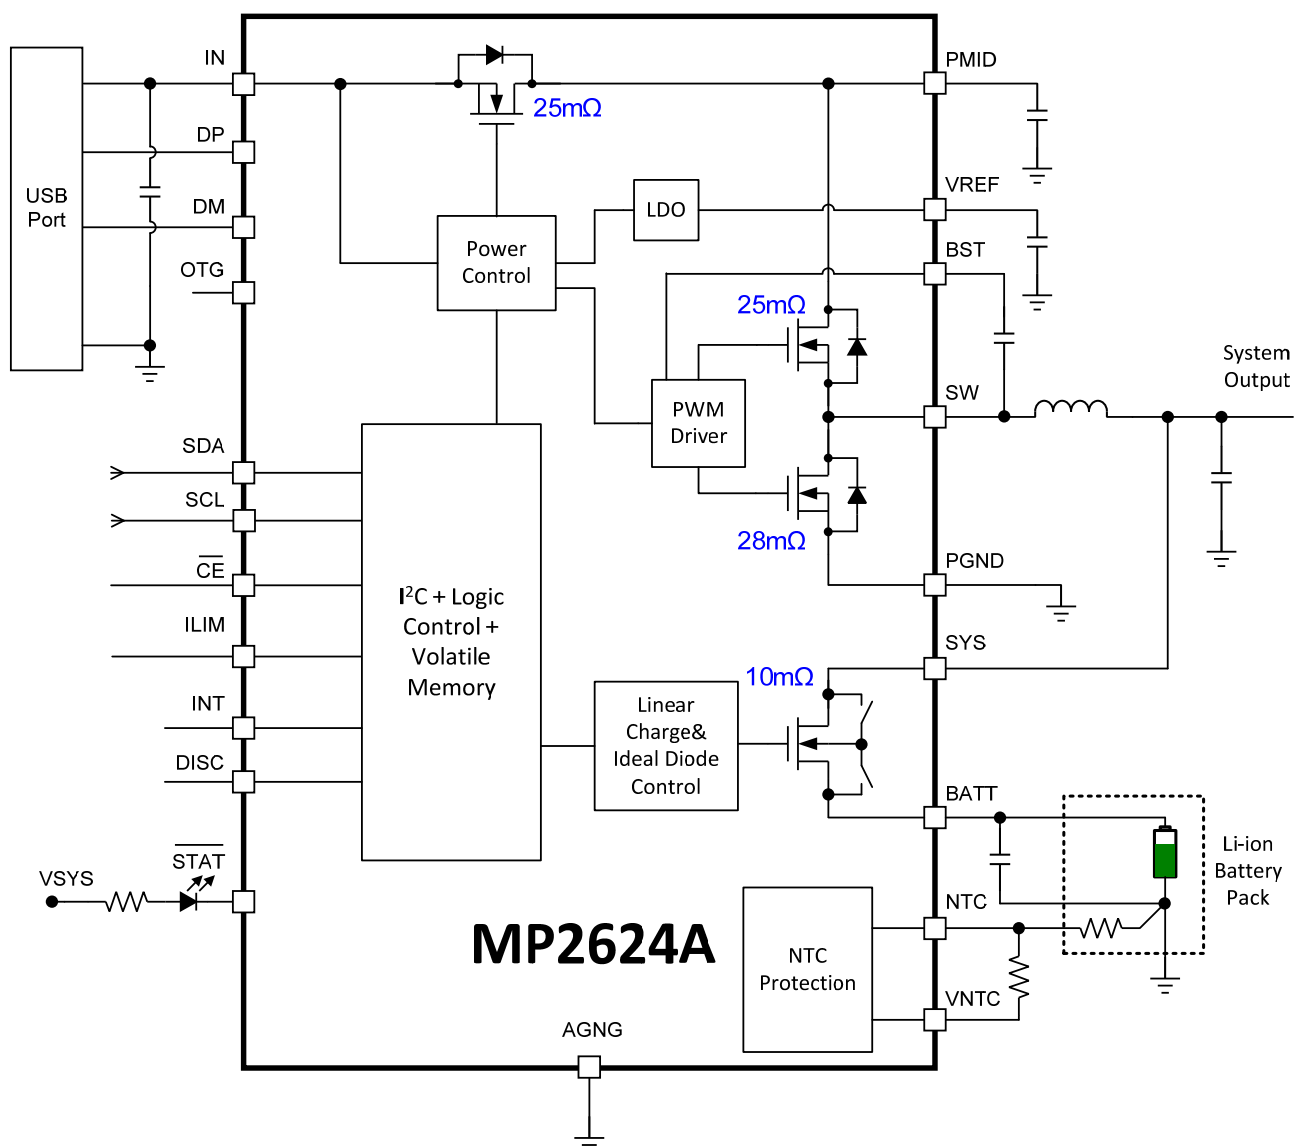 IN
PMID
25mΩ
DP
USB
Port
DM
VREF
LDO
OTG
Power
Control
BST
25mΩ
System
Output
SW
PWM
Driver
SDA
SCL
28mΩ
CE
PGND
I²C + Logic
Control +
Volatile
Memory
ILIM
SYS
10mΩ
INT
Linear
Charge&
Ideal Diode
Control
DISC
BATT
STAT
VSYS
Li-ion
Battery
Pack
NTC
MP2624A
NTC
Protection
VNTC
AGNG